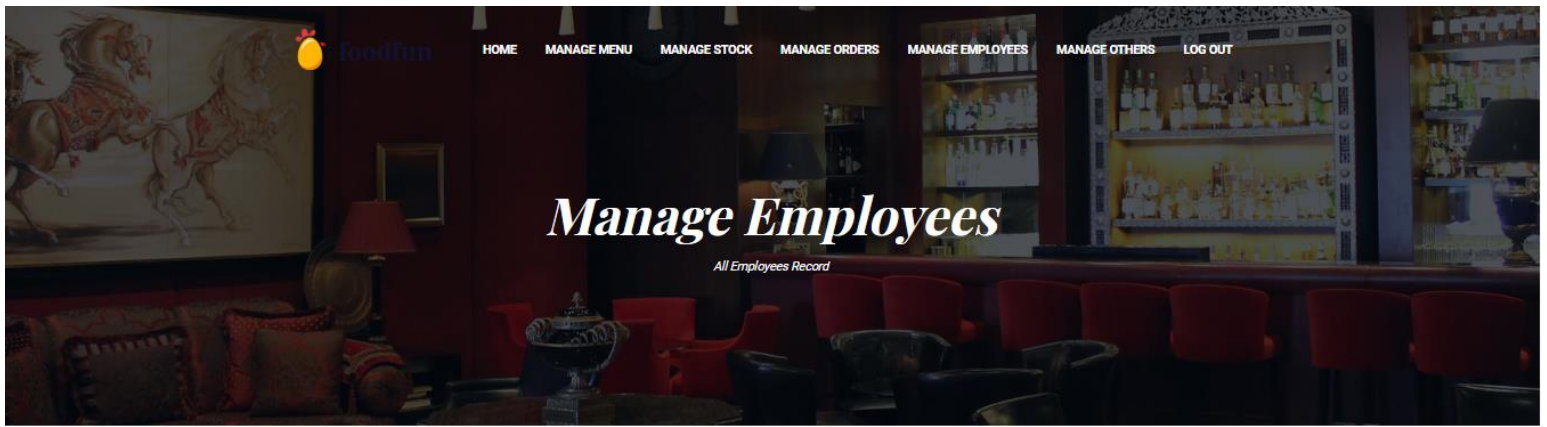 foodfun
HOME MANAGE MENU MANAGE STOCK MANAGE ORDERS MANAGE EMPLOYEES MANAGE OTHERS LOG OUT
Manage Employees
All Employees Record